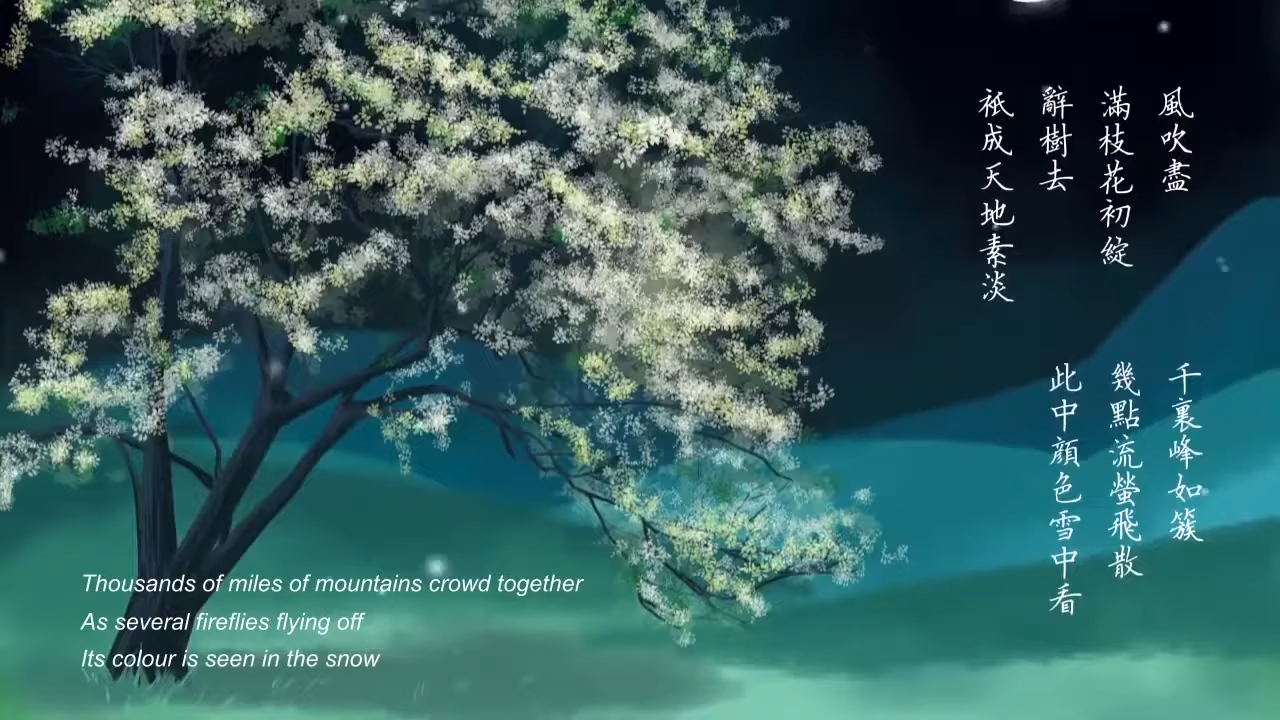 風吹盡
滿枝花初綻
辭樹去
祇成天地素淡
千裏峰如簇
幾點流螢飛散
此中顔色雪中看
Thousands of miles of mountains crowd together
As several fireflies flying off
Its colour is seen in the snow